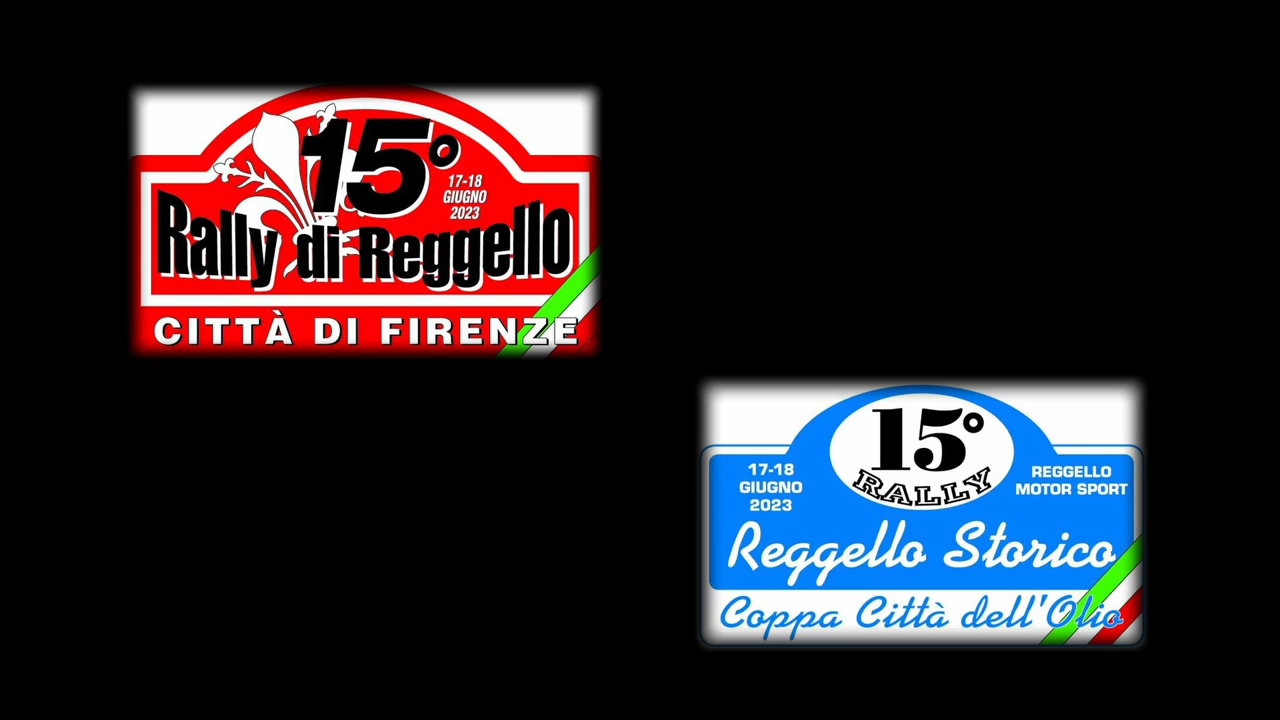 15°
17-18
GIUGNO
2023
Rally di Reggello
CITTÀ DI FIRENZE
15°
RALLY
17-18
GIUGNO
2023
REGGELLO
MOTOR SPORT
Reggello Storico
Coppa Città dell'Olio